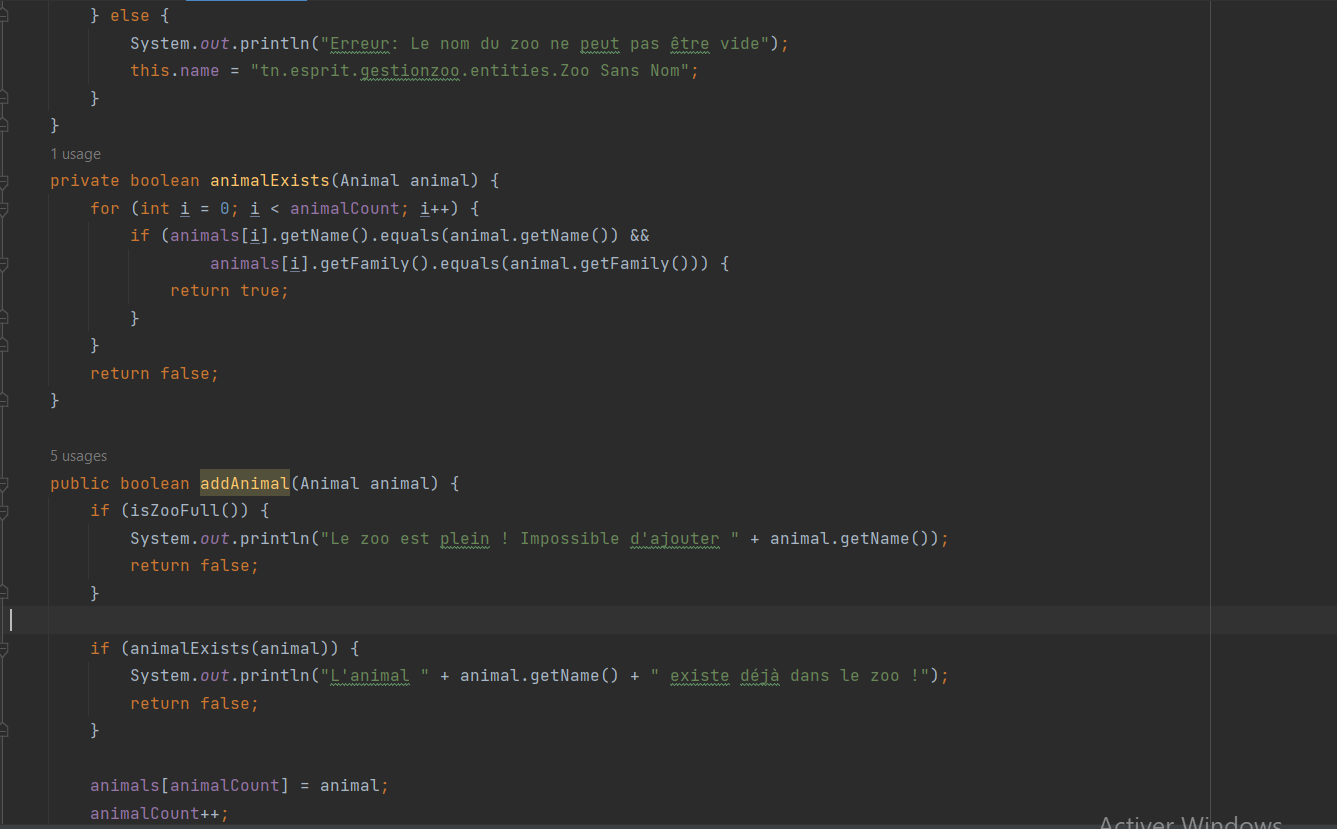 } else {
System.out.println("Erreur: Le nom du zoo ne peut pas être vide");
this.name = "tn.esprit.gestionzoo.entities.Zoo Sans Nom";
}
}
1 usage
private boolean animalExists(Animal animal) {
for (int i = 0; i < animalCount; i++) {
if (animals[i].getName().equals(animal.getName()) &&
animals[i].getFamily().equals(animal.getFamily())) {
return true;
}
}
return false;
}
5 usages
public boolean addAnimal(Animal animal) {
if (isZooFull()) {
System.out.println("Le zoo est plein ! Impossible d'ajouter " + animal.getName());
return false;
}
if (animalExists(animal)) {
System.out.println("L'animal " + animal.getName() + " existe déjà dans le zoo !");
return false;
}
animals[animalCount] = animal;
animalCount++;
Activer Windows